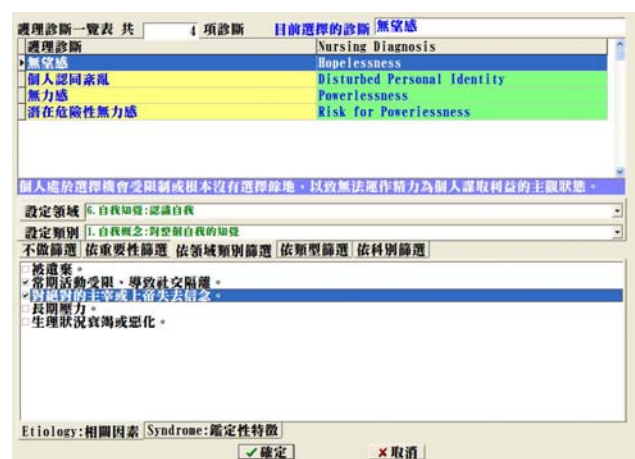 護理診斷一覽表 共 4 項診斷 目前選擇的診斷 無望感
護理診斷 Nursing Diagnosis
無望感 Hopelessness
個人認同紊亂 Disturbed Personal Identity
無力感 Powerlessness
潛在危險性無力感 Risk for Poweriessness
個人處於選擇機會受限制或根本沒有選擇餘地，以致無法運作精力為個人謀取利益的主觀狀態。
設定領域 6. 自我知覺:認識自我
設定類別 1. 自我概念:對整個自我的知覺
不做篩選 依重要性篩選 依領域類別篩選 依類型篩選 依科別篩選
被遺棄。
常期活動受限、導致社交隔離。
對絕對的主宰或上帝失去信念。
長期壓力。
生理狀況衰竭或惡化。
Etiology:相關因素 Syndrome:鑑定性特徵
確定 取消